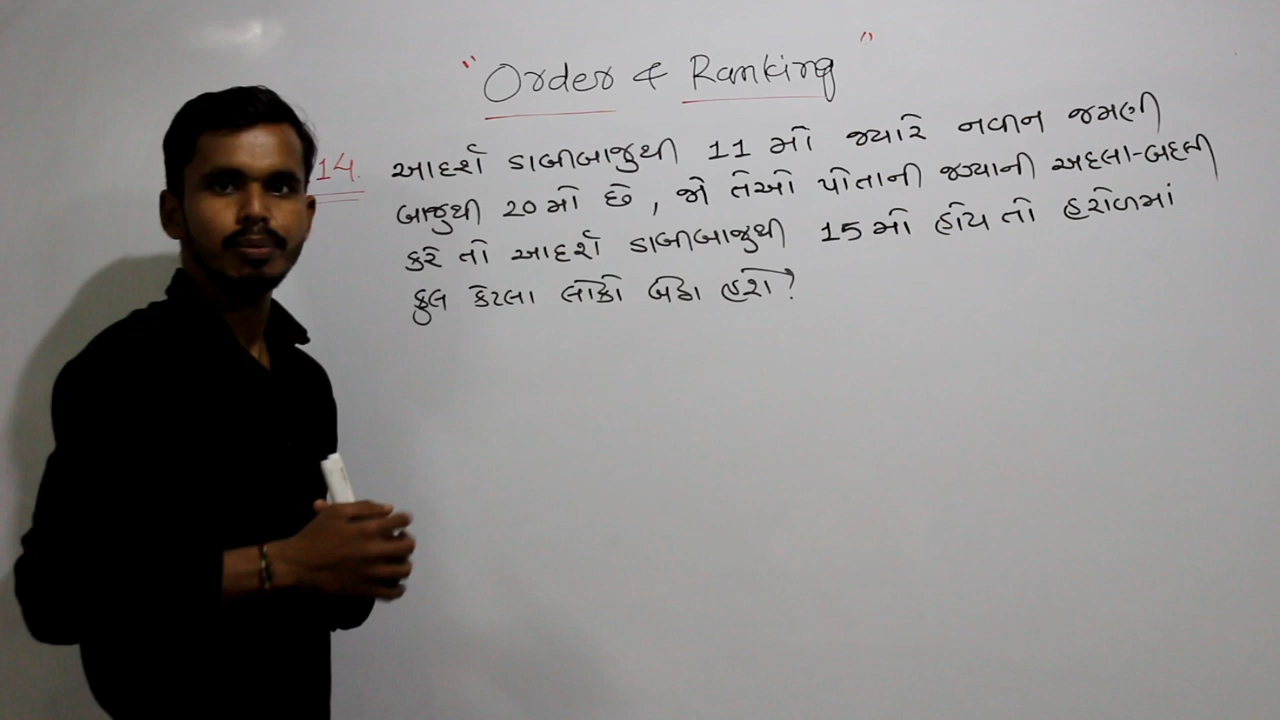 " Order & Ranking "
14. આદર્શ ડાબીબાજુથી 11 મો જ્યારે નવીન જમણી
બાજુથી 20 મો છે , જો તેઓ પોતાની જગ્યાની અદલા-બદલી
કરે તો આદર્શ ડાબીબાજુથી 15 મો હોય તો હરોળમાં
કુલ કેટલા લોકો બેઠા હશે ?